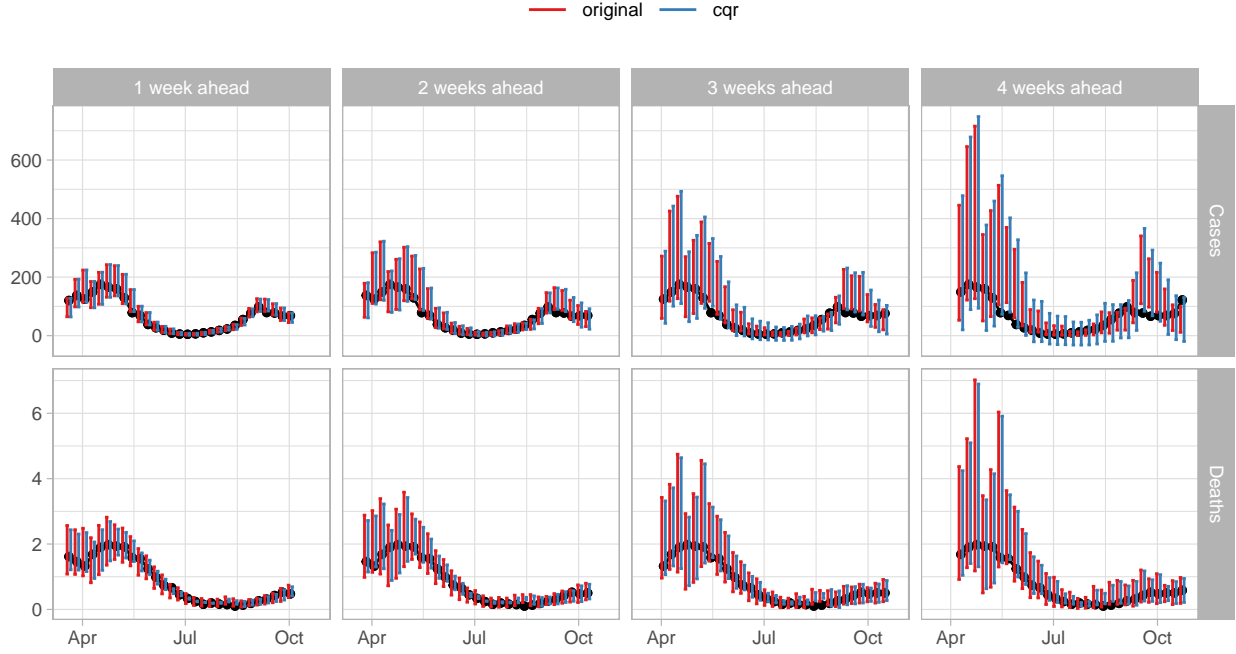 original cqr
1 week ahead 2 weeks ahead 3 weeks ahead 4 weeks ahead
600
400
200
0
Cases
6
4
2
0
Deaths
Apr Jul Oct Apr Jul Oct Apr Jul Oct Apr Jul Oct